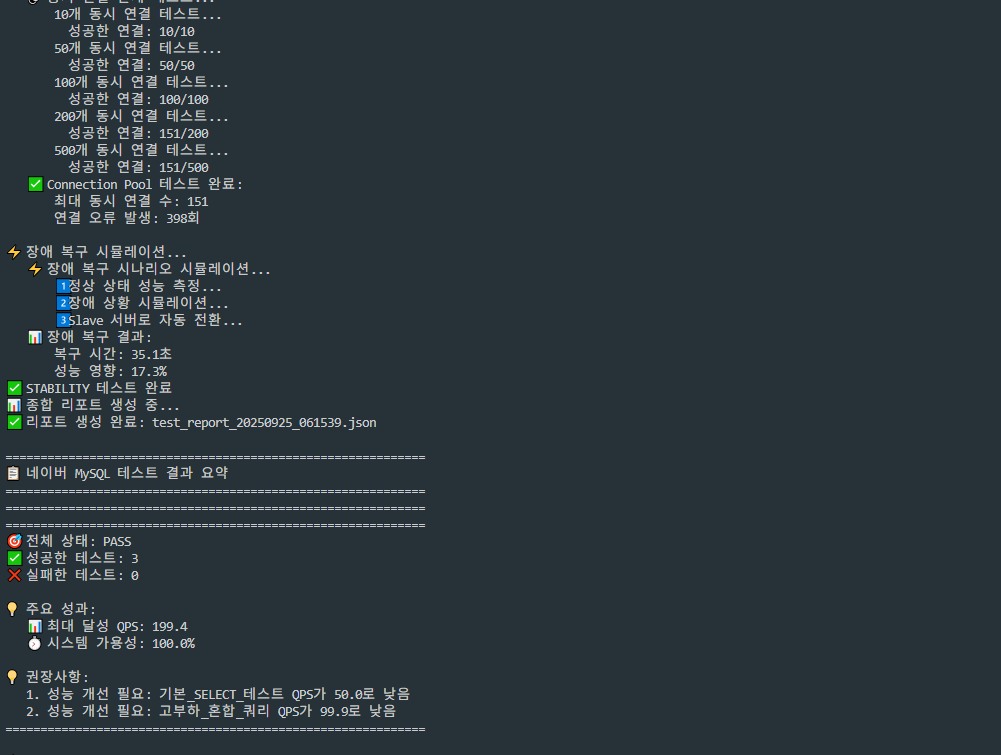 10개 동시 연결 테스트...
성공한 연결: 10/10
50개 동시 연결 테스트...
성공한 연결: 50/50
100개 동시 연결 테스트...
성공한 연결: 100/100
200개 동시 연결 테스트...
성공한 연결: 151/200
500개 동시 연결 테스트...
성공한 연결: 151/500
✅ Connection Pool 테스트 완료:
최대 동시 연결 수: 151
연결 오류 발생: 398회
⚡ 장애 복구 시뮬레이션...
⚡ 장애 복구 시나리오 시뮬레이션...
1️⃣정상 상태 성능 측정...
2️⃣장애 상황 시뮬레이션...
3️⃣Slave 서버로 자동 전환...
📊 장애 복구 결과:
복구 시간: 35.1초
성능 영향: 17.3%
✅ STABILITY 테스트 완료
📊 종합 리포트 생성 중...
✅ 리포트 생성 완료: test_report_20250925_061539.json
============================================================
📋 네이버 MySQL 테스트 결과 요약
============================================================
============================================================
============================================================
🎯 전체 상태: PASS
✅ 성공한 테스트: 3
❌ 실패한 테스트: 0
💡 주요 성과:
📊 최대 달성 QPS: 199.4
⏱️ 시스템 가용성: 100.0%
💡 권장사항:
1. 성능 개선 필요: 기본_SELECT_테스트 QPS가 50.0로 낮음
2. 성능 개선 필요: 고부하_혼합_쿼리 QPS가 99.9로 낮음
============================================================